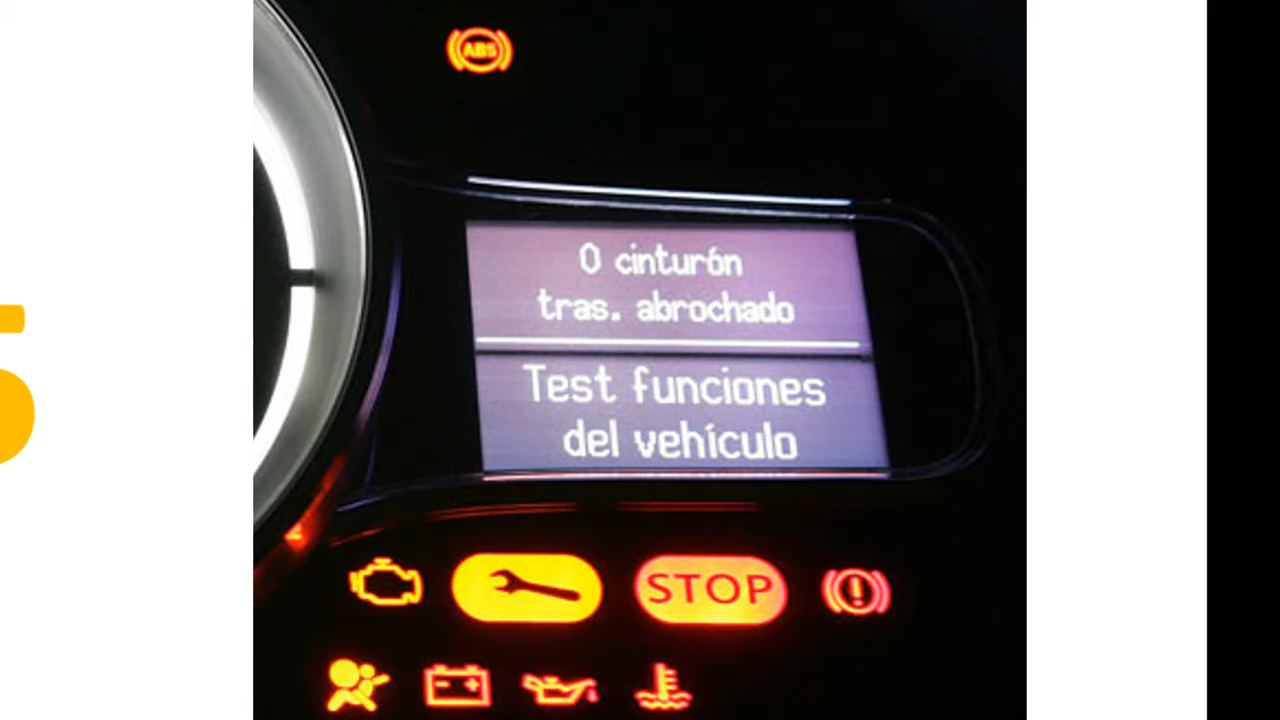 ABS
0 cinturón
tras. abrochado
Test funciones
del vehículo
STOP